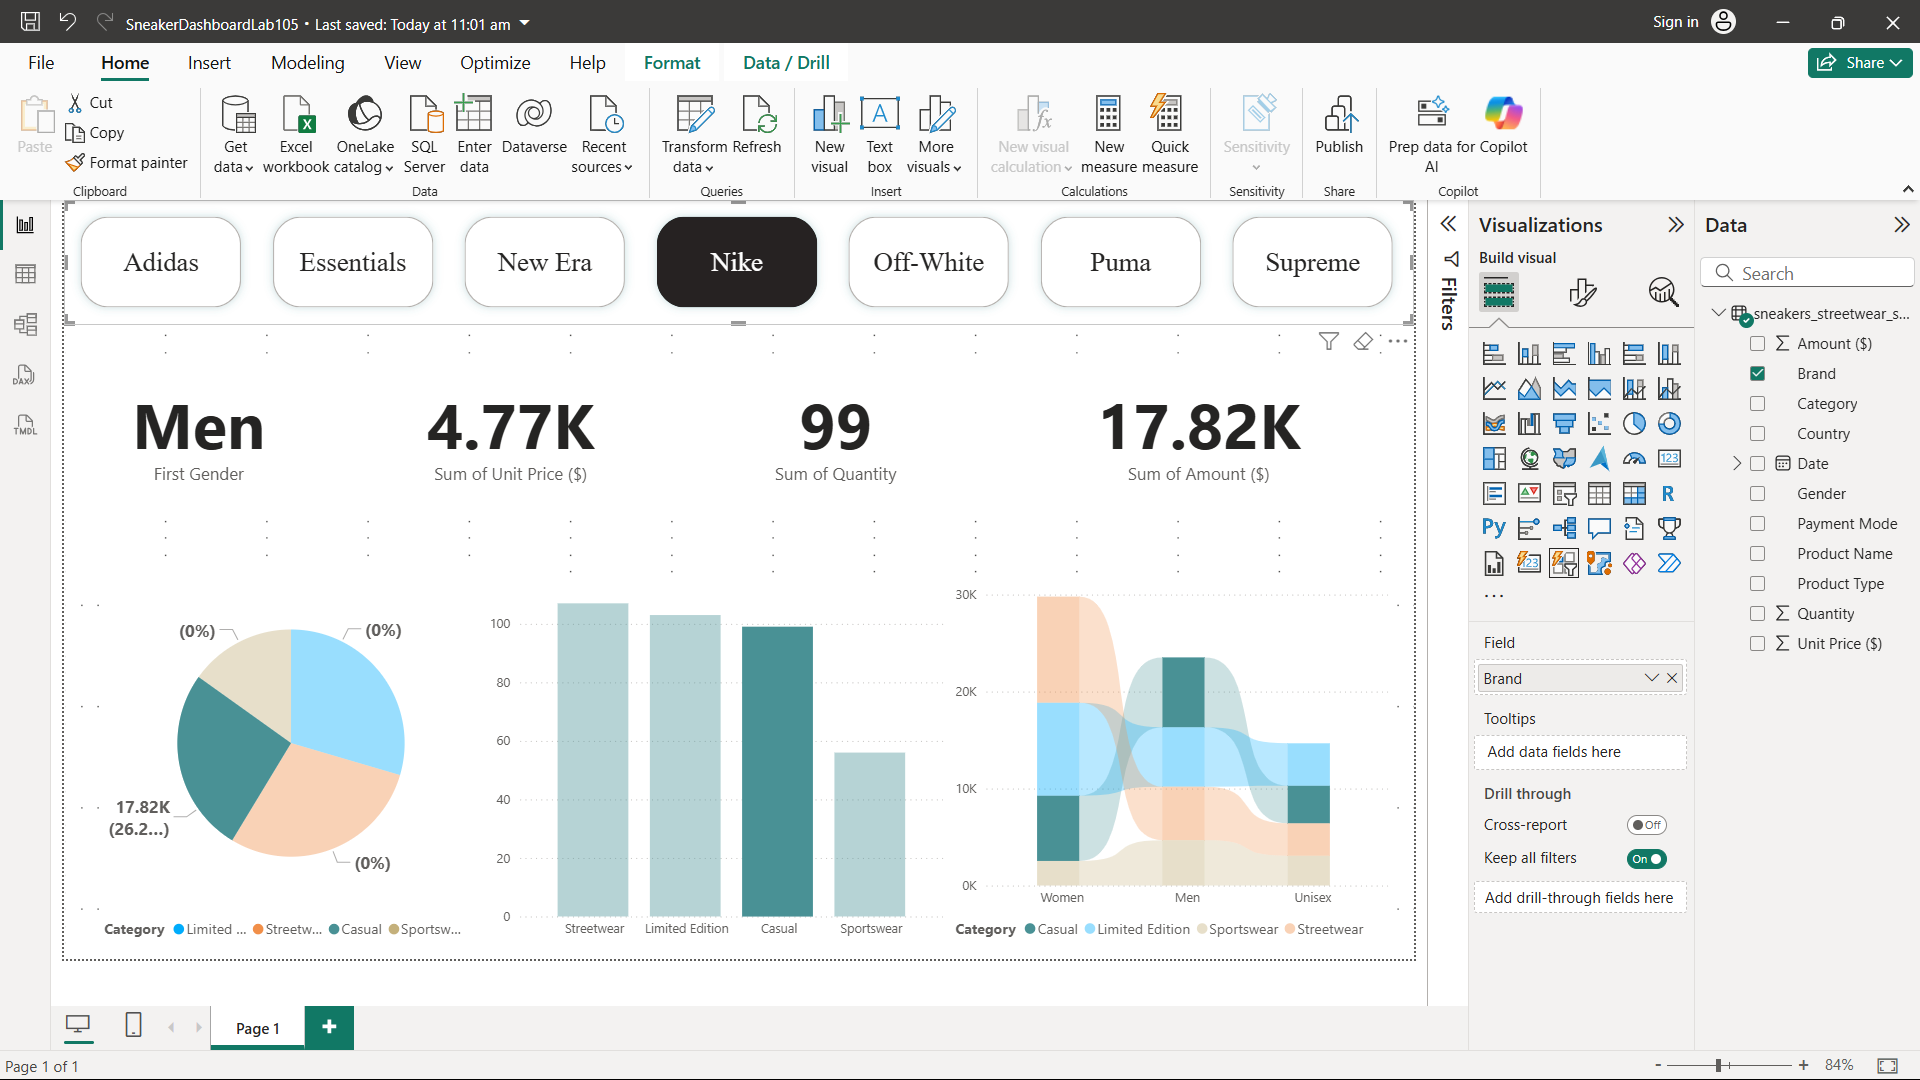 SneakerDashboardLab105 • Last saved: Today at 11:01 am
Sign in
File Home Insert Modeling View Optimize Help Format Data / Drill
Share
Paste
Cut
Copy
Format painter
Clipboard
Get data
Excel workbook
OneLake catalog
SQL Server
Enter data
Dataverse
Recent sources
Data
Transform data
Refresh
Queries
New visual
Text box
More visuals
Insert
New visual calculation
New measure
Quick measure
Calculations
Sensitivity
Sensitivity
Publish
Share
Prep data for AI
Copilot
Copilot
DAX
TMDL
Adidas
Essentials
New Era
Nike
Off-White
Puma
Supreme
Men
First Gender
4.77K
Sum of Unit Price ($)
99
Sum of Quantity
17.82K
Sum of Amount ($)
(0%)
(0%)
17.82K
(26.2...)
(0%)
Category Limited ... Streetw... Casual Sportsw...
100
80
60
40
20
0
Streetwear Limited Edition Casual Sportswear
30K
20K
10K
0K
Women Men Unisex
Category Casual Limited Edition Sportswear Streetwear
Filters
Visualizations
Build visual
123
R
Py
123
...
Field
Brand
Tooltips
Add data fields here
Drill through
Cross-report
Off
Keep all filters
On
Add drill-through fields here
Data
Search
sneakers_streetwear_s...
Amount ($)
Brand
Category
Country
Date
Gender
Payment Mode
Product Name
Product Type
Quantity
Unit Price ($)
Page 1
Page 1 of 1
- + 84%